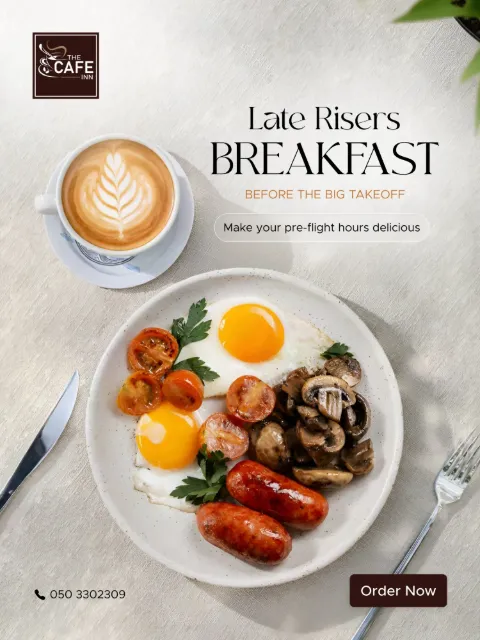 THE
CAFE
INN
Late Risers
BREAKFAST
BEFORE THE BIG TAKEOFF
Make your pre-flight hours delicious
050 3302309
Order Now